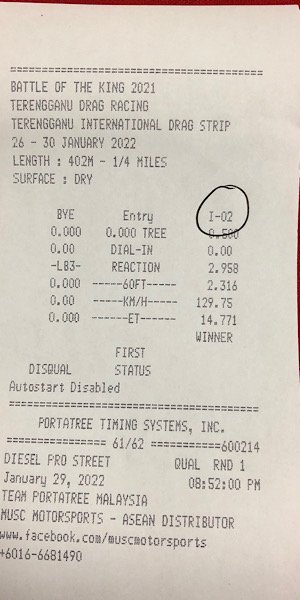 =====================================
BATTLE OF THE KING 2021
TERENGGANU DRAG RACING
TERENGGANU INTERNATIONAL DRAG STRIP
26 - 30 JANUARY 2022
LENGTH : 402M - 1/4 MILES
SURFACE : DRY
BYE Entry I-02
0.000 0.000 TREE 0.500
0.00 DIAL-IN 0.00
-LB3- REACTION 2.958
0.000 -----60FT------ 2.316
0.00 -----KM/H----- 129.75
0.000 ------ET------ 14.771
WINNER
FIRST
DISQUAL STATUS
Autostart Disabled
=====================================
PORTATREE TIMING SYSTEMS, INC.
=============== 61/62 ===========600214
DIESEL PRO STREET QUAL RND 1
January 29, 2022 08:52:00 PM
TEAM PORTATREE MALAYSIA
MUSC MOTORSPORTS - ASEAN DISTRIBUTOR
www.facebook.com/muscmotorsports
+6016-6681490